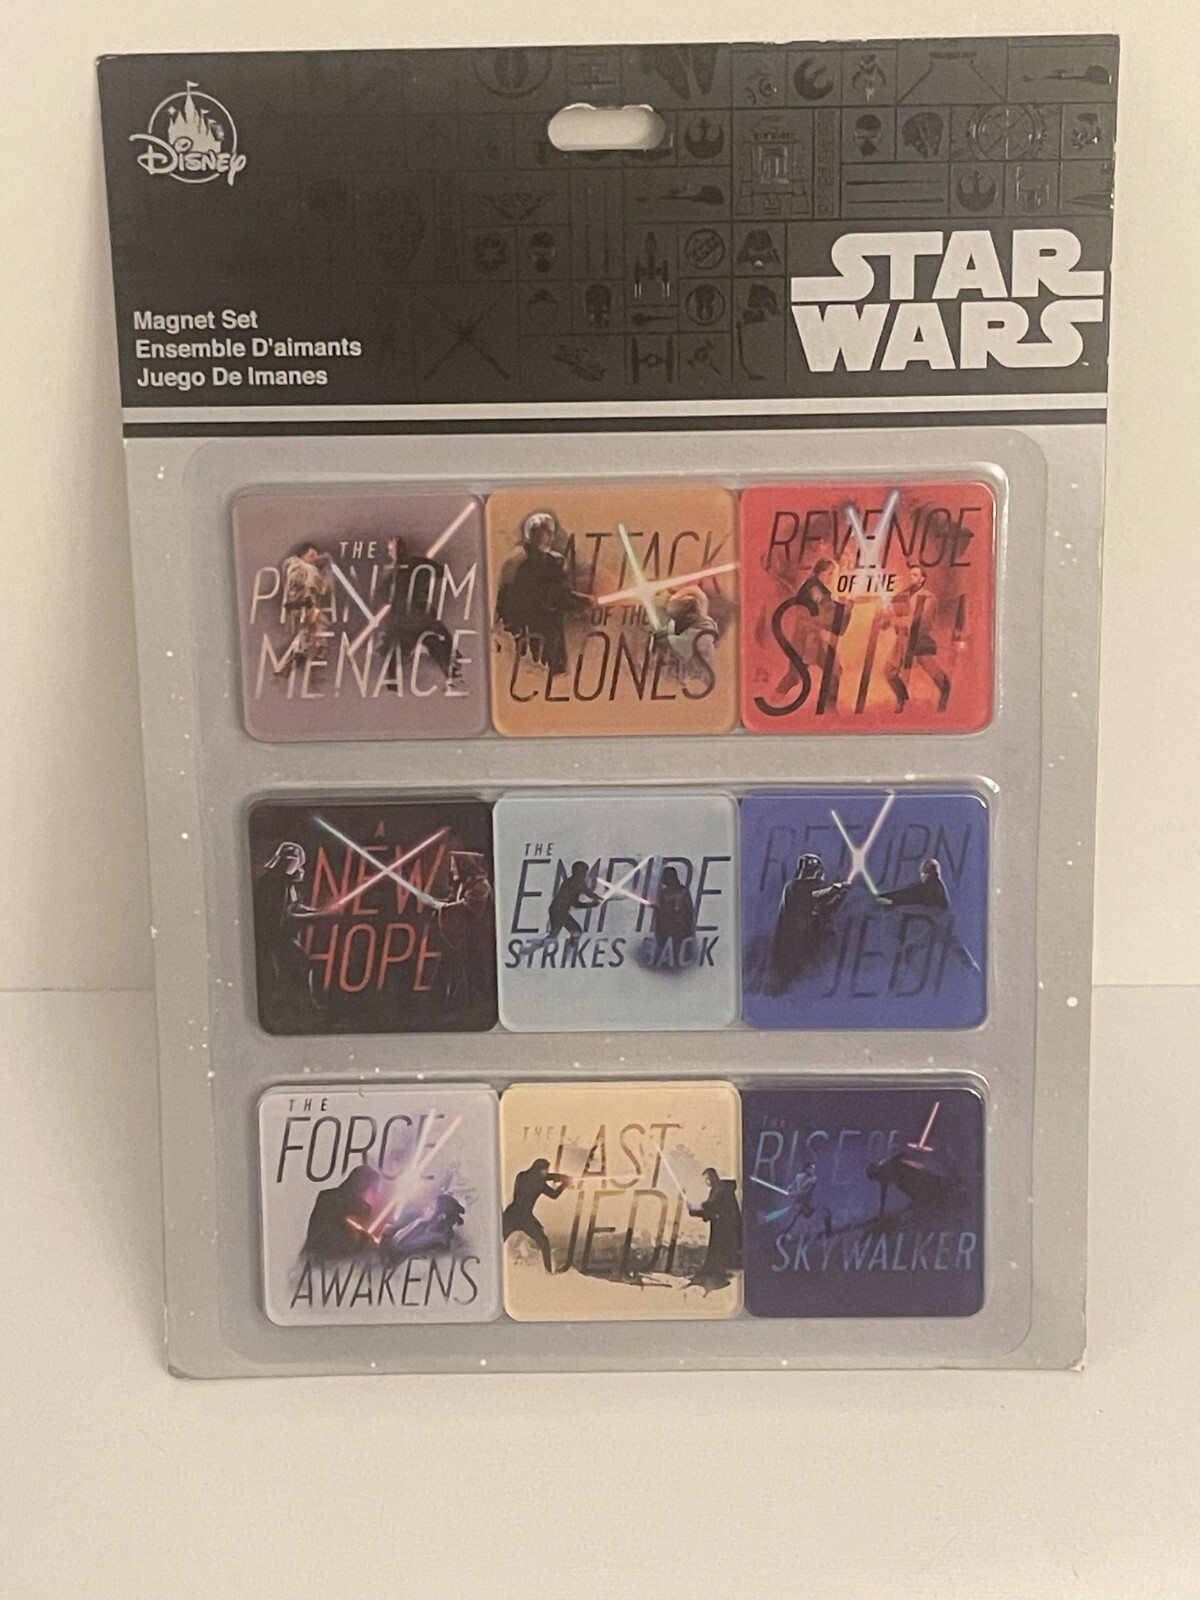 Disney
STAR
WARS
Magnet Set
Ensemble D'aimants
Juego De Imanes
THE
PHANTOM
MENACE
ATTACK
OF THE
CLONES
REVENGE
OF THE
SITH
A
NEW
HOPE
THE
EMPIRE
STRIKES BACK
RETURN
JEDI
THE
FORCE
AWAKENS
THE
LAST
JEDI
THE
RISE OF
SKYWALKER